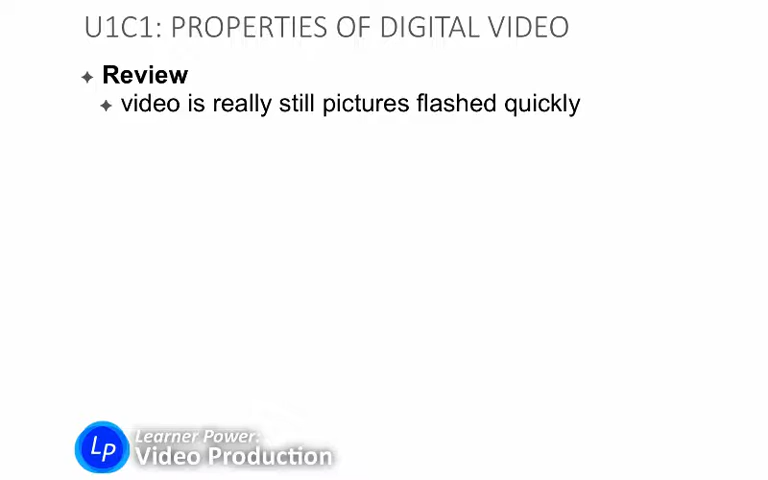 U1C1: PROPERTIES OF DIGITAL VIDEO
Review
video is really still pictures flashed quickly
LP
Learner Power:
Video Production